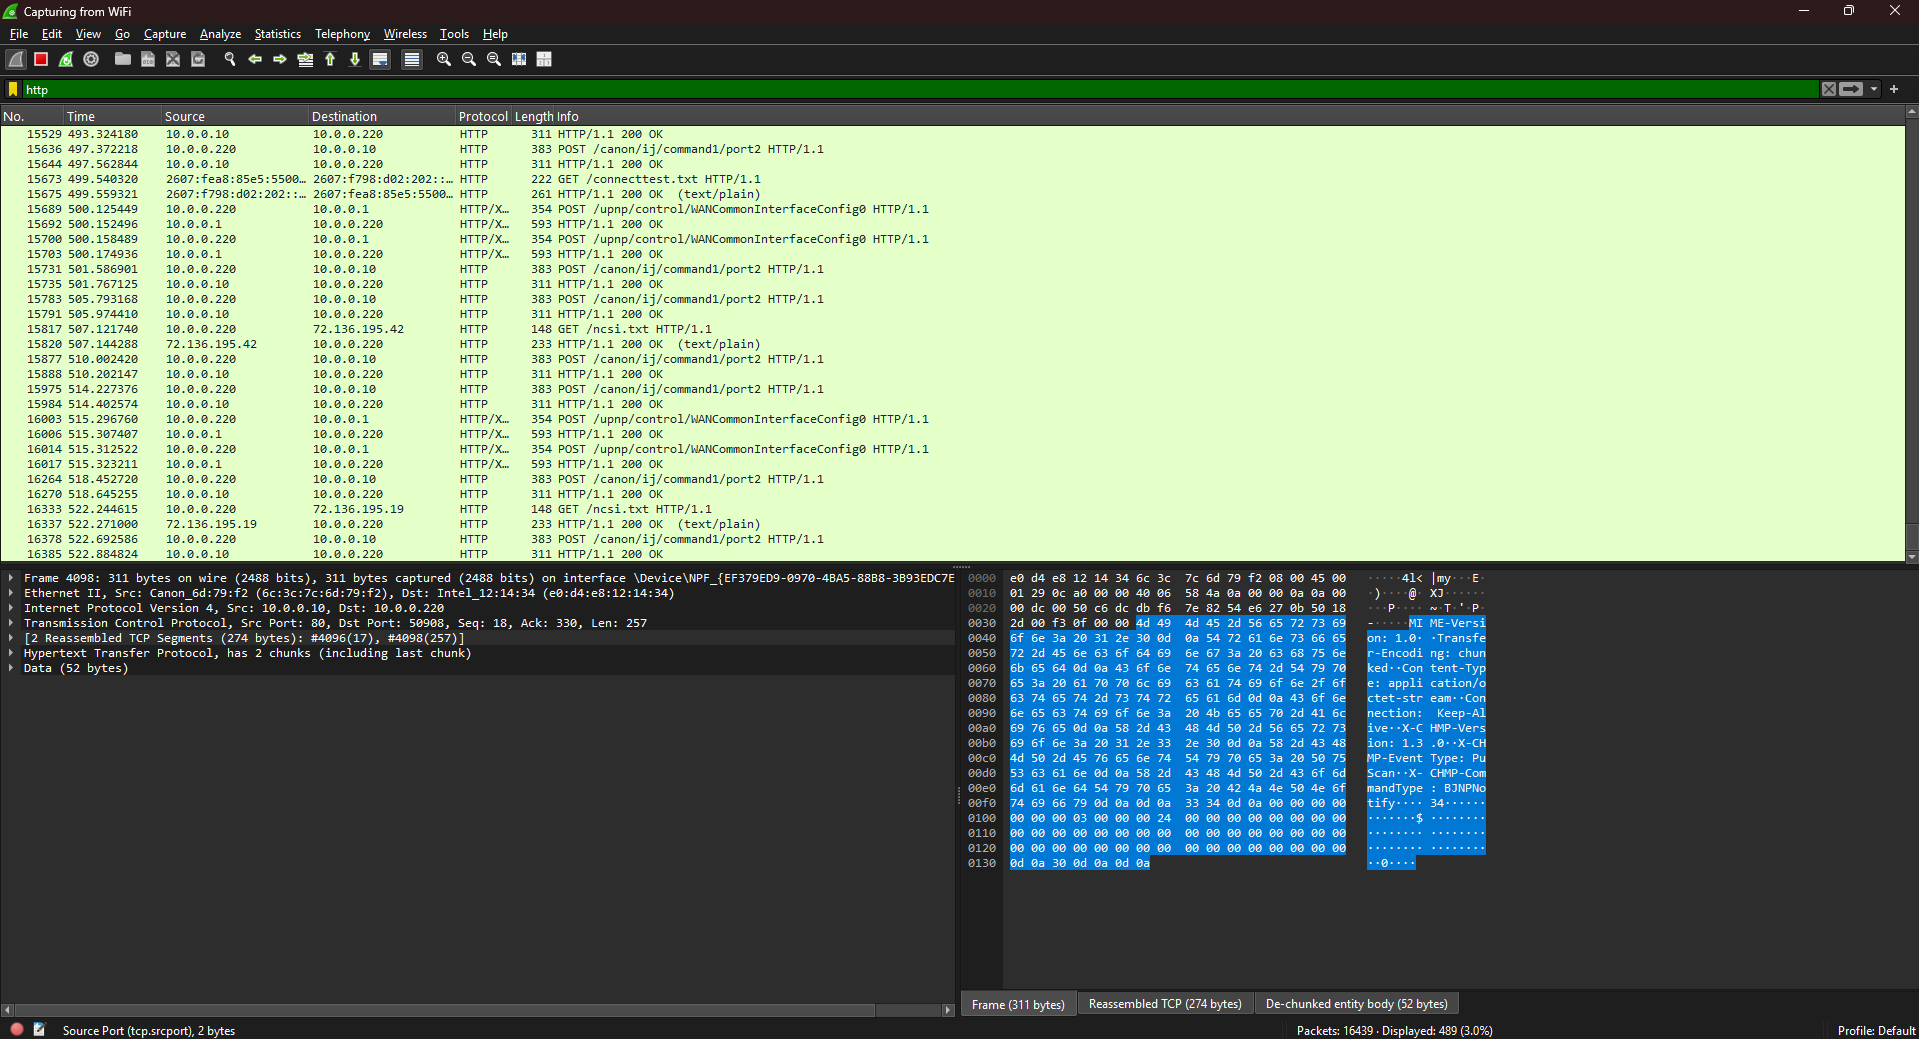 Capturing from WiFi
File Edit View Go Capture Analyze Statistics Telephony Wireless Tools Help
http
No. Time Source Destination Protocol Length Info
15529 493.324180 10.0.0.10 10.0.0.220 HTTP 311 HTTP/1.1 200 OK
15636 497.372218 10.0.0.220 10.0.0.10 HTTP 383 POST /canon/ij/command1/port2 HTTP/1.1
15644 497.562844 10.0.0.10 10.0.0.220 HTTP 311 HTTP/1.1 200 OK
15673 499.540320 2607:fea8:85e5:5500… 2607:f798:d02:202::… HTTP 222 GET /connecttest.txt HTTP/1.1
15675 499.559321 2607:f798:d02:202::… 2607:fea8:85e5:5500… HTTP 261 HTTP/1.1 200 OK (text/plain)
15689 500.125449 10.0.0.220 10.0.0.1 HTTP/X… 354 POST /upnp/control/WANCommonInterfaceConfig0 HTTP/1.1
15692 500.152496 10.0.0.1 10.0.0.220 HTTP/X… 593 HTTP/1.1 200 OK
15700 500.158489 10.0.0.220 10.0.0.1 HTTP/X… 354 POST /upnp/control/WANCommonInterfaceConfig0 HTTP/1.1
15703 500.174936 10.0.0.1 10.0.0.220 HTTP/X… 593 HTTP/1.1 200 OK
15731 501.586901 10.0.0.220 10.0.0.10 HTTP 383 POST /canon/ij/command1/port2 HTTP/1.1
15735 501.767125 10.0.0.10 10.0.0.220 HTTP 311 HTTP/1.1 200 OK
15783 505.793168 10.0.0.220 10.0.0.10 HTTP 383 POST /canon/ij/command1/port2 HTTP/1.1
15791 505.974410 10.0.0.10 10.0.0.220 HTTP 311 HTTP/1.1 200 OK
15817 507.121740 10.0.0.220 72.136.195.42 HTTP 148 GET /ncsi.txt HTTP/1.1
15820 507.144288 72.136.195.42 10.0.0.220 HTTP 233 HTTP/1.1 200 OK (text/plain)
15877 510.002420 10.0.0.220 10.0.0.10 HTTP 383 POST /canon/ij/command1/port2 HTTP/1.1
15888 510.202147 10.0.0.10 10.0.0.220 HTTP 311 HTTP/1.1 200 OK
15975 514.227376 10.0.0.220 10.0.0.10 HTTP 383 POST /canon/ij/command1/port2 HTTP/1.1
15984 514.402574 10.0.0.10 10.0.0.220 HTTP 311 HTTP/1.1 200 OK
16003 515.296760 10.0.0.220 10.0.0.1 HTTP/X… 354 POST /upnp/control/WANCommonInterfaceConfig0 HTTP/1.1
16006 515.307407 10.0.0.1 10.0.0.220 HTTP/X… 593 HTTP/1.1 200 OK
16014 515.312522 10.0.0.220 10.0.0.1 HTTP/X… 354 POST /upnp/control/WANCommonInterfaceConfig0 HTTP/1.1
16017 515.323211 10.0.0.1 10.0.0.220 HTTP/X… 593 HTTP/1.1 200 OK
16264 518.452720 10.0.0.220 10.0.0.10 HTTP 383 POST /canon/ij/command1/port2 HTTP/1.1
16270 518.645255 10.0.0.10 10.0.0.220 HTTP 311 HTTP/1.1 200 OK
16333 522.244615 10.0.0.220 72.136.195.19 HTTP 148 GET /ncsi.txt HTTP/1.1
16337 522.271000 72.136.195.19 10.0.0.220 HTTP 233 HTTP/1.1 200 OK (text/plain)
16378 522.692586 10.0.0.220 10.0.0.10 HTTP 383 POST /canon/ij/command1/port2 HTTP/1.1
16385 522.884824 10.0.0.10 10.0.0.220 HTTP 311 HTTP/1.1 200 OK
Frame 4098: 311 bytes on wire (2488 bits), 311 bytes captured (2488 bits) on interface \Device\NPF_{EF379ED9-0970-4BA5-88B8-3B93EDC7E
Ethernet II, Src: Canon_6d:79:f2 (6c:3c:7c:6d:79:f2), Dst: Intel_12:14:34 (e0:d4:e8:12:14:34)
Internet Protocol Version 4, Src: 10.0.0.10, Dst: 10.0.0.220
Transmission Control Protocol, Src Port: 80, Dst Port: 50908, Seq: 18, Ack: 330, Len: 257
[2 Reassembled TCP Segments (274 bytes): #4096(17), #4098(257)]
Hypertext Transfer Protocol, has 2 chunks (including last chunk)
Data (52 bytes)
0000 e0 d4 e8 12 14 34 6c 3c 7c 6d 79 f2 08 00 45 00 ·····4l< |my···E·
0010 01 29 0c a0 00 00 40 06 58 4a 0a 00 00 0a 0a 00 ·)····@· XJ······
0020 00 dc 00 50 c6 dc db f6 7e 82 54 e6 27 0b 50 18 ···P···· ~·T·'·P·
0030 2d 00 f3 0f 00 00 4d 49 4d 45 2d 56 65 72 73 69 -·····MI ME-Versi
0040 6f 6e 3a 20 31 2e 30 0d 0a 54 72 61 6e 73 66 65 on: 1.0· ·Transfe
0050 72 2d 45 6e 63 6f 64 69 6e 67 3a 20 63 68 75 6e r-Encodi ng: chun
0060 6b 65 64 0d 0a 43 6f 6e 74 65 6e 74 2d 54 79 70 ked··Con tent-Typ
0070 65 3a 20 61 70 70 6c 69 63 61 74 69 6f 6e 2f 6f e: appli cation/o
0080 63 74 65 74 2d 73 74 72 65 61 6d 0d 0a 43 6f 6e ctet-str eam··Con
0090 6e 65 63 74 69 6f 6e 3a 20 4b 65 65 70 2d 41 6c nection: Keep-Al
00a0 69 76 65 0d 0a 58 2d 43 48 4d 50 2d 56 65 72 73 ive··X-C HMP-Vers
00b0 69 6f 6e 3a 20 31 2e 33 2e 30 0d 0a 58 2d 43 48 ion: 1.3 .0··X-CH
00c0 4d 50 2d 45 76 65 6e 74 54 79 70 65 3a 20 50 75 MP-Event Type: Pu
00d0 53 63 61 6e 0d 0a 58 2d 43 48 4d 50 2d 43 6f 6d Scan··X- CHMP-Com
00e0 6d 61 6e 64 54 79 70 65 3a 20 42 4a 4e 50 4e 6f mandType : BJNPNo
00f0 74 69 66 79 0d 0a 0d 0a 33 34 0d 0a 00 00 00 00 tify···· 34······
0100 00 00 00 03 00 00 00 24 00 00 00 00 00 00 00 00 ·······$ ········
0110 00 00 00 00 00 00 00 00 00 00 00 00 00 00 00 00 ········ ········
0120 00 00 00 00 00 00 00 00 00 00 00 00 00 00 00 00 ········ ········
0130 0d 0a 30 0d 0a 0d 0a ··0····
Frame (311 bytes) Reassembled TCP (274 bytes) De-chunked entity body (52 bytes)
Source Port (tcp.srcport), 2 bytes Packets: 16439 · Displayed: 489 (3.0%) Profile: Default